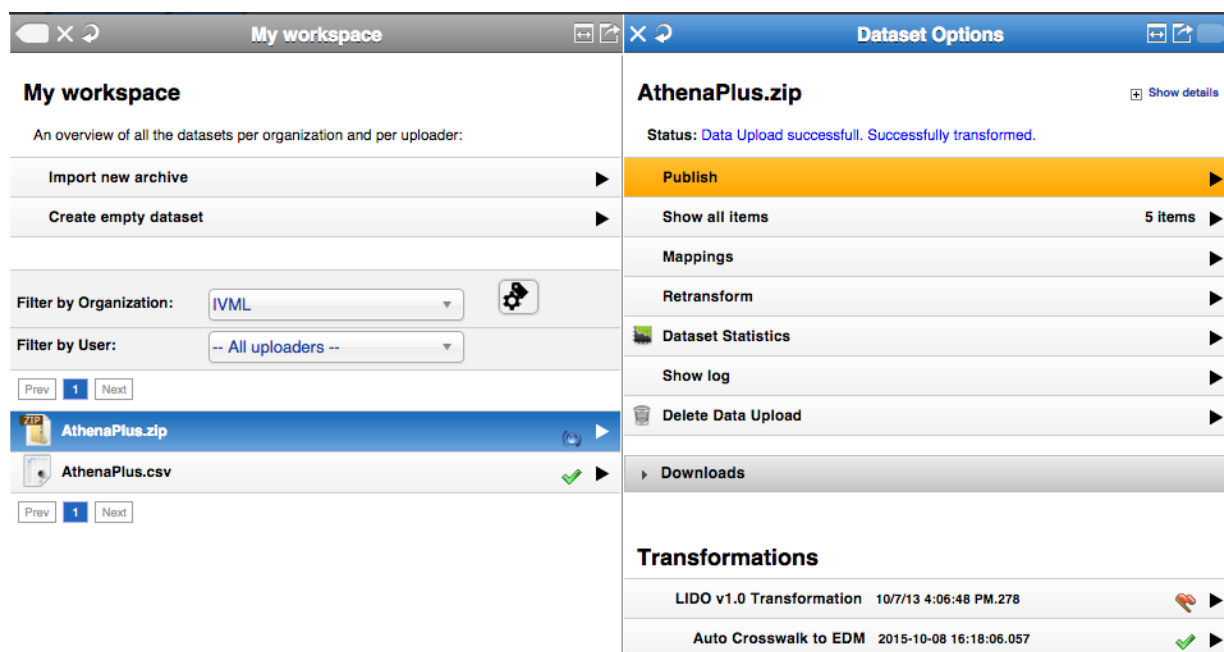 My workspace
My workspace
An overview of all the datasets per organization and per uploader:
Import new archive
Create empty dataset
Filter by Organization:
IVML
Filter by User:
-- All uploaders --
Prev 1 Next
ZIP
AthenaPlus.zip
AthenaPlus.csv
Prev 1 Next
Dataset Options
AthenaPlus.zip
Show details
Status: Data Upload successfull. Successfully transformed.
Publish
Show all items 5 items
Mappings
Retransform
Dataset Statistics
Show log
Delete Data Upload
Downloads
Transformations
LIDO v1.0 Transformation 10/7/13 4:06:48 PM.278
Auto Crosswalk to EDM 2015-10-08 16:18:06.057